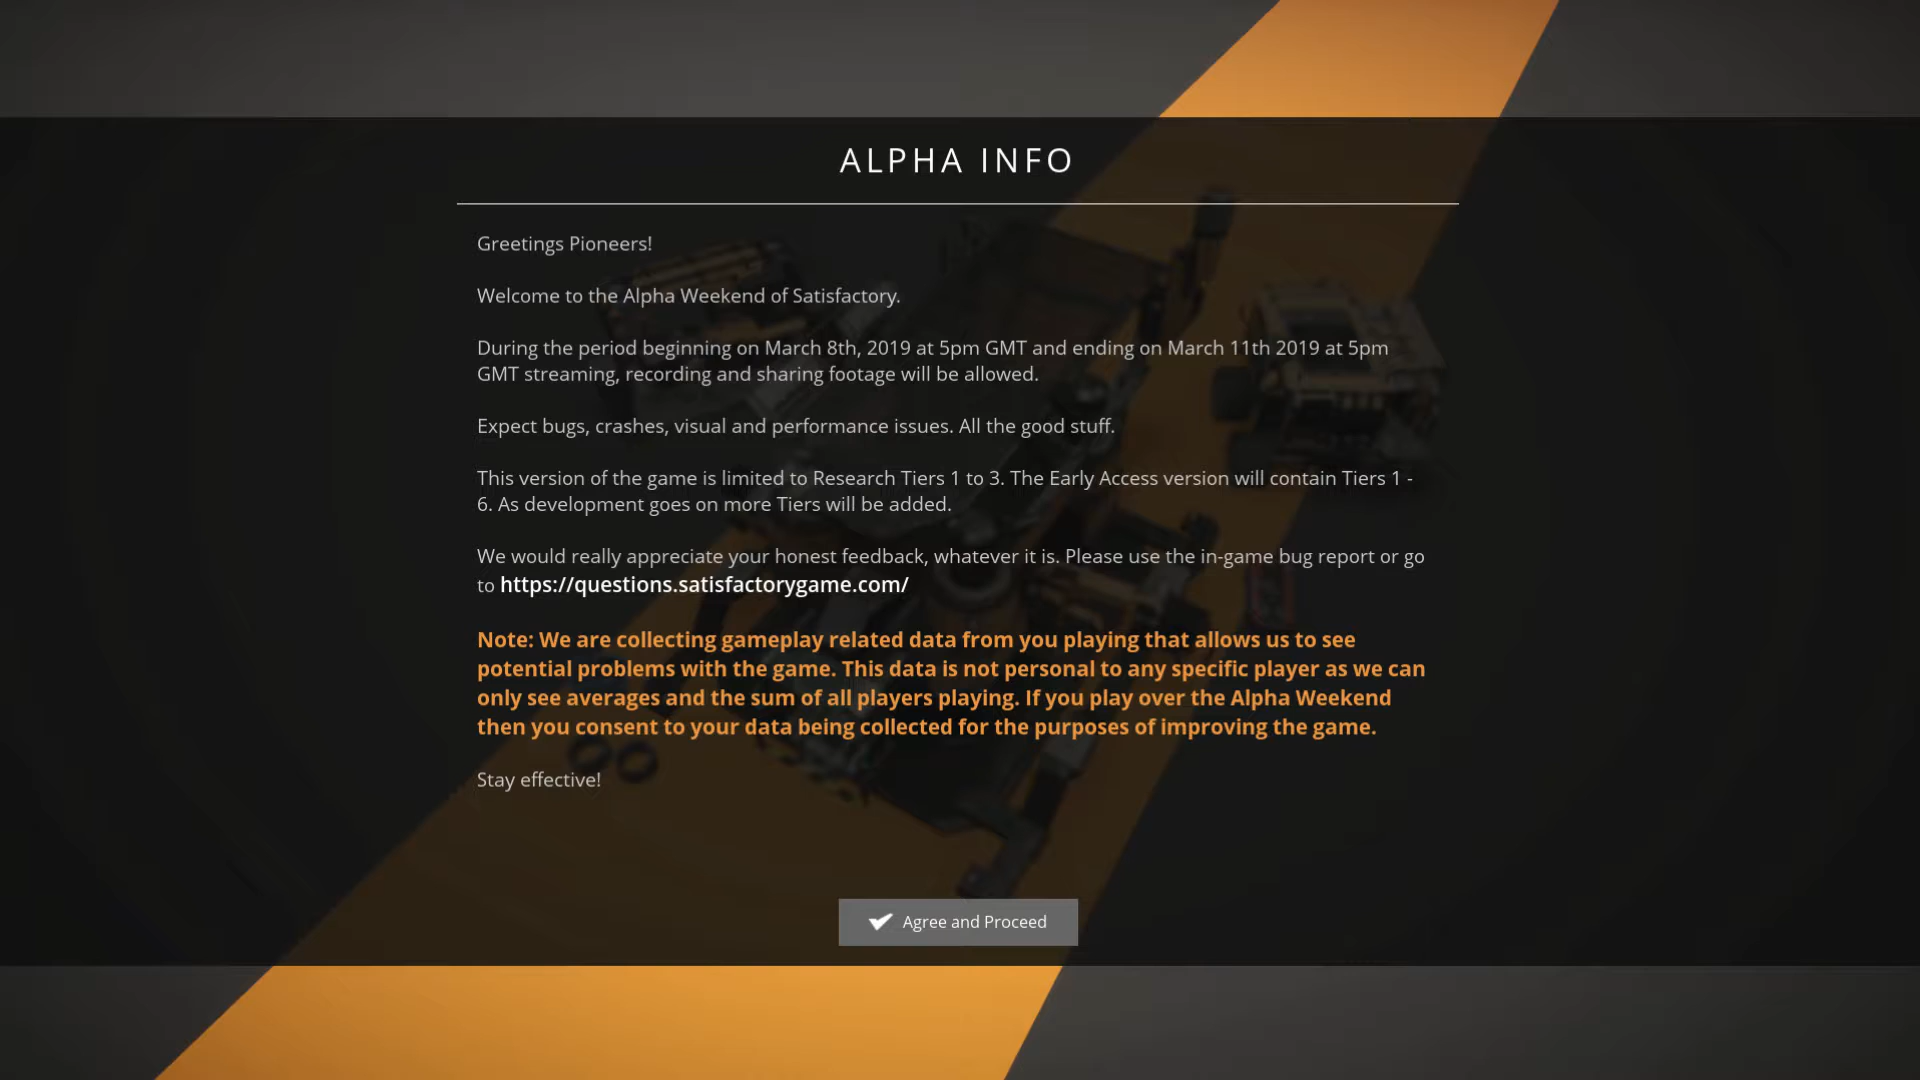 ALPHA INFO
Greetings Pioneers!
Welcome to the Alpha Weekend of Satisfactory.
During the period beginning on March 8th, 2019 at 5pm GMT and ending on March 11th 2019 at 5pm
GMT streaming, recording and sharing footage will be allowed.
Expect bugs, crashes, visual and performance issues. All the good stuff.
This version of the game is limited to Research Tiers 1 to 3. The Early Access version will contain Tiers 1 -
6. As development goes on more Tiers will be added.
We would really appreciate your honest feedback, whatever it is. Please use the in-game bug report or go
to https://questions.satisfactorygame.com/
Note: We are collecting gameplay related data from you playing that allows us to see
potential problems with the game. This data is not personal to any specific player as we can
only see averages and the sum of all players playing. If you play over the Alpha Weekend
then you consent to your data being collected for the purposes of improving the game.
Stay effective!
Agree and Proceed